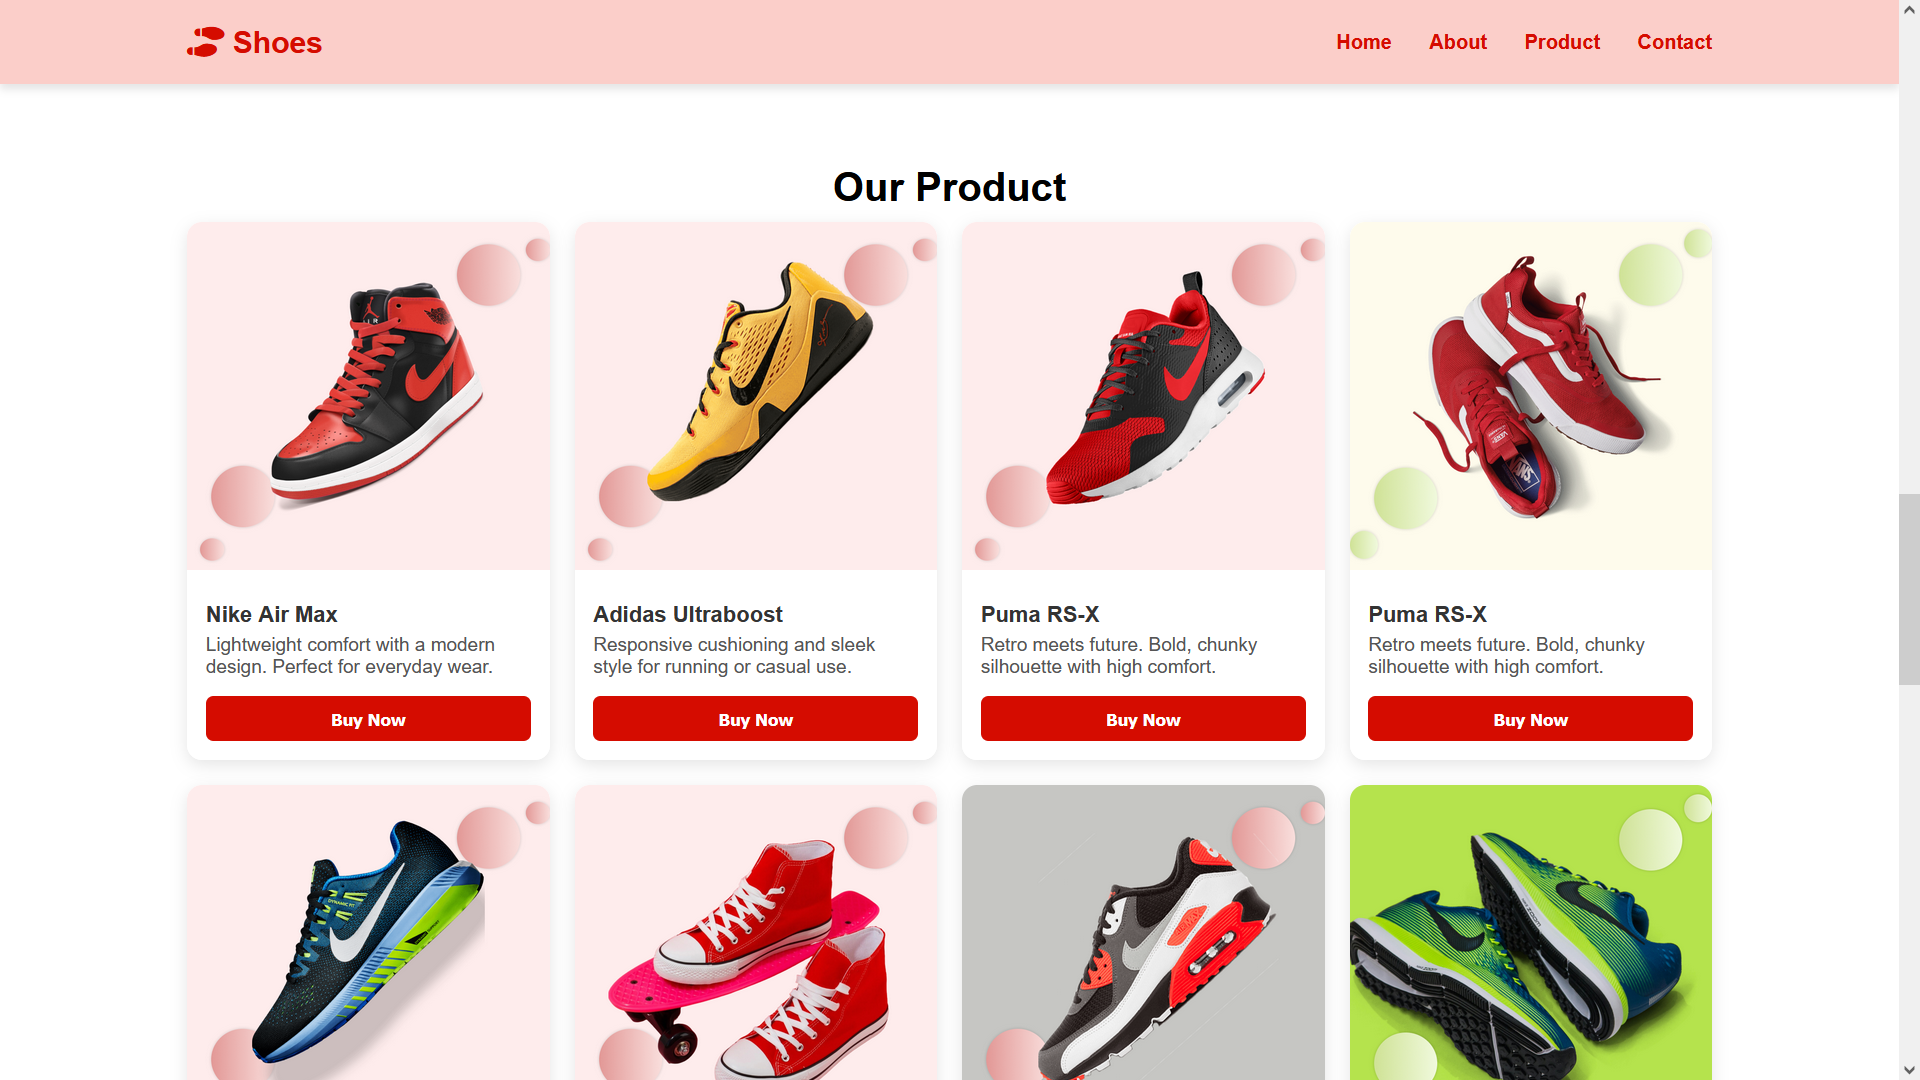 Shoes
Home About Product Contact
Our Product
Nike Air Max
Lightweight comfort with a modern
design. Perfect for everyday wear.
Buy Now
Adidas Ultraboost
Responsive cushioning and sleek
style for running or casual use.
Buy Now
Puma RS-X
Retro meets future. Bold, chunky
silhouette with high comfort.
Buy Now
Puma RS-X
Retro meets future. Bold, chunky
silhouette with high comfort.
Buy Now
VANS
DYNAMIC FIT